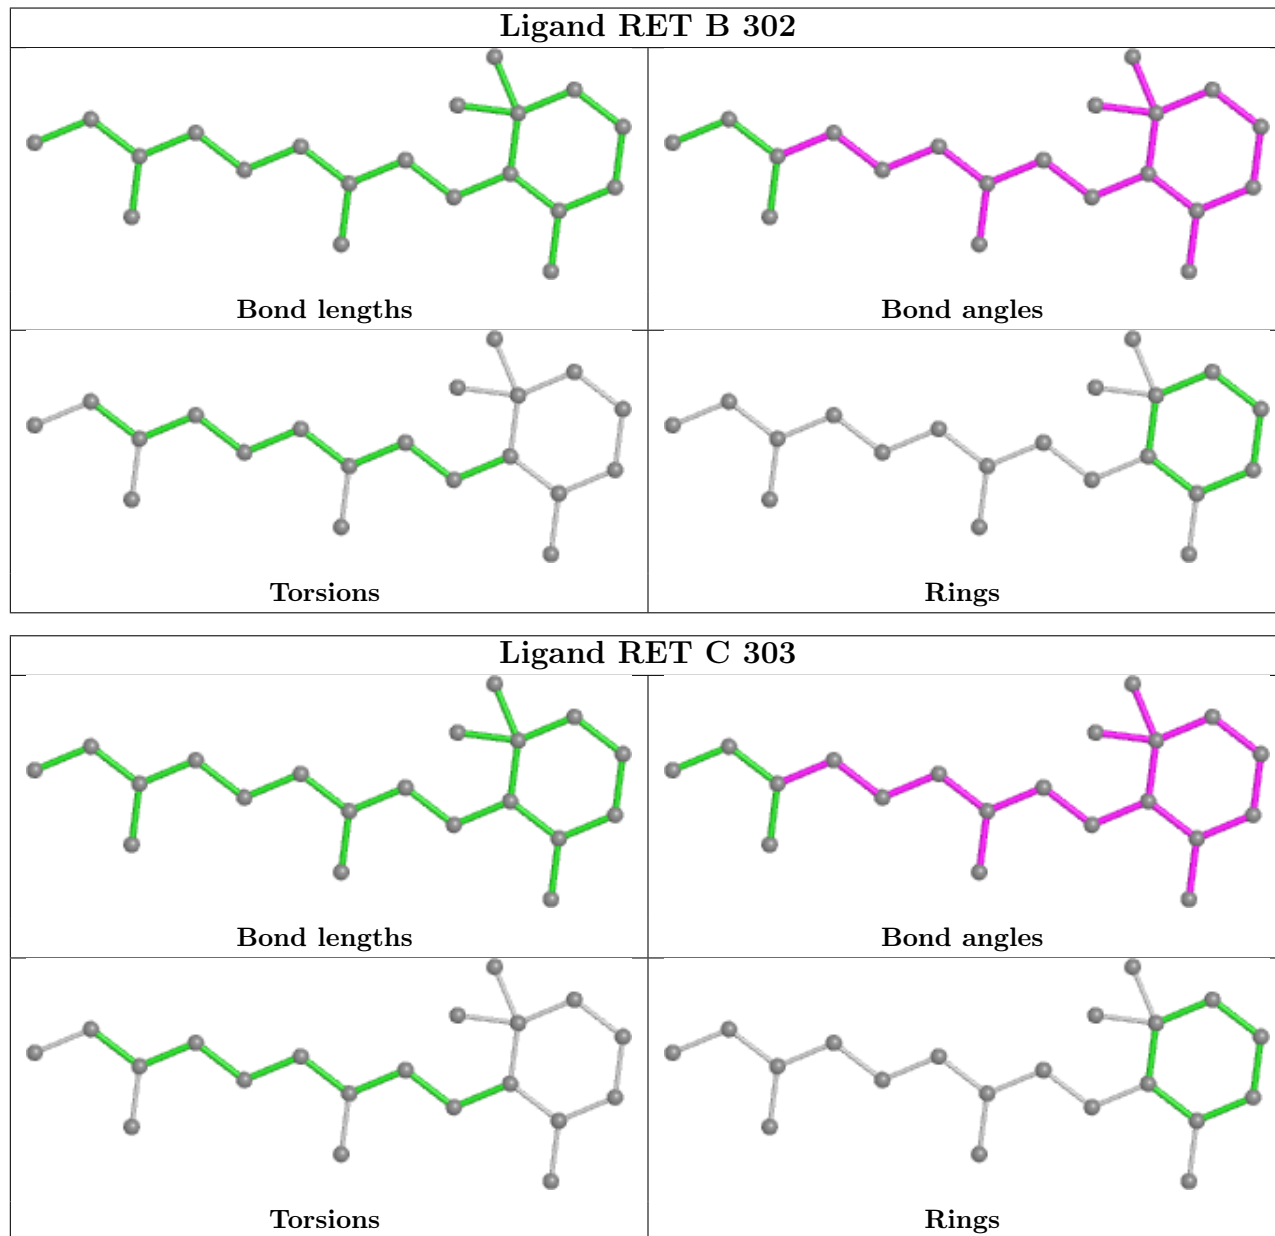 Ligand RET B 302
Bond lengths
Bond angles
Torsions
Rings
Ligand RET C 303
Bond lengths
Bond angles
Torsions
Rings